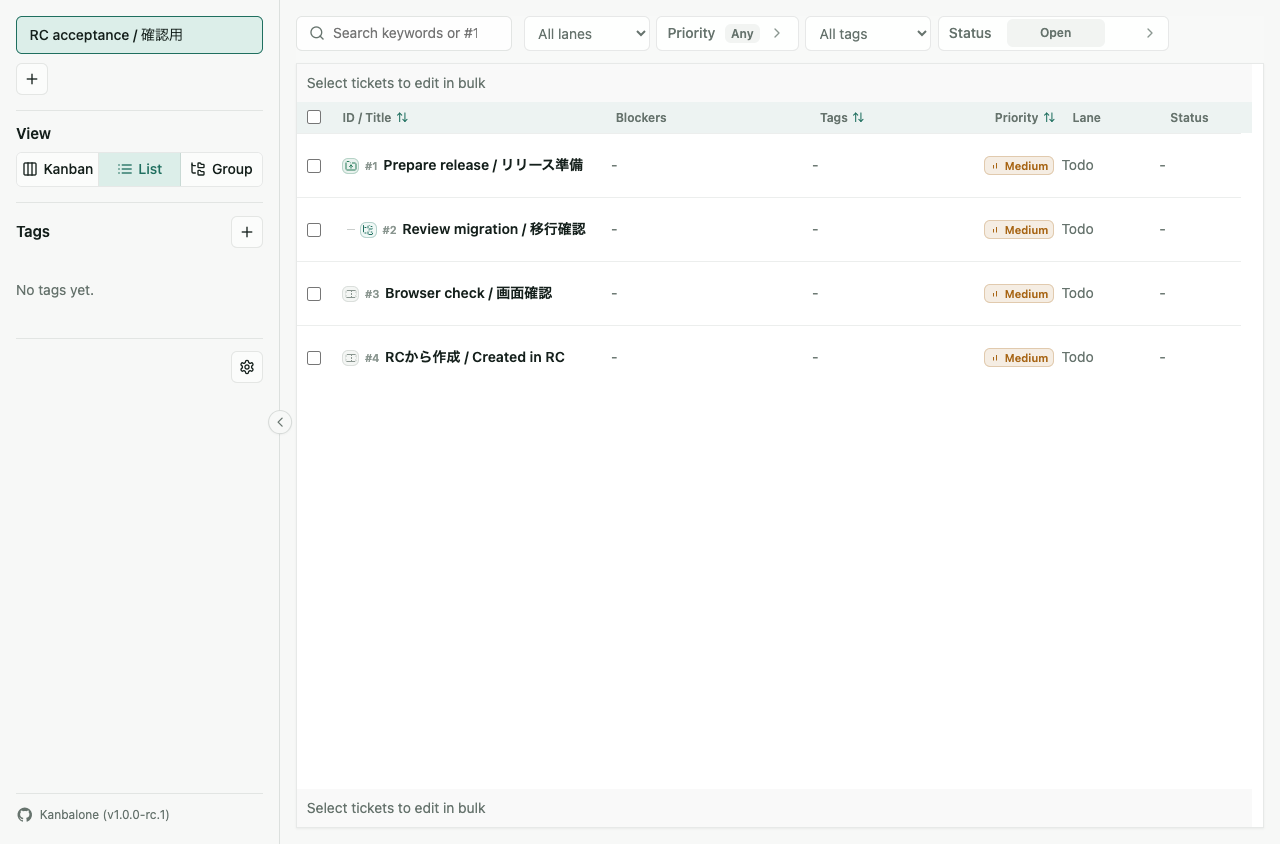 RC acceptance / 確認用
View
Kanban List Group
Tags
No tags yet.
Kanbalone (v1.0.0-rc.1)
Search keywords or #1 All lanes Priority Any All tags Status Open
Select tickets to edit in bulk
ID / Title Blockers Tags Priority Lane Status
#1 Prepare release / リリース準備 - - Medium Todo -
#2 Review migration / 移行確認 - - Medium Todo -
#3 Browser check / 画面確認 - - Medium Todo -
#4 RCから作成 / Created in RC - - Medium Todo -
Select tickets to edit in bulk